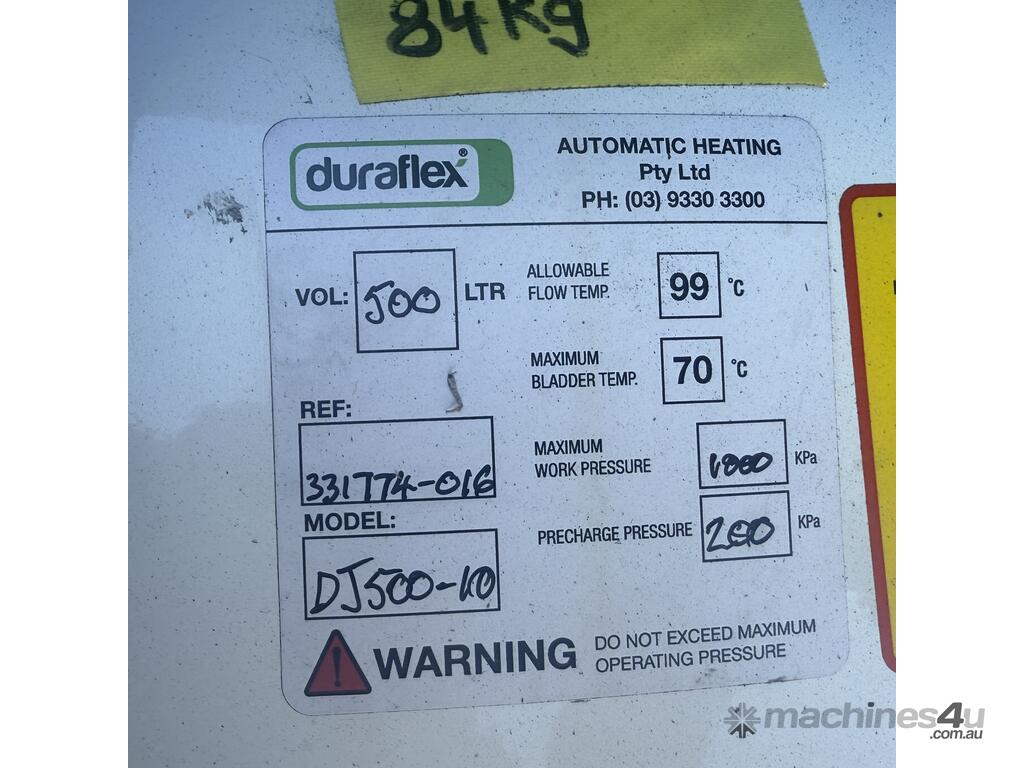 84Kg
duraflex®
AUTOMATIC HEATING
Pty Ltd
PH: (03) 9330 3300
VOL: 500 LTR
ALLOWABLE
FLOW TEMP. 99 °C
MAXIMUM
BLADDER TEMP. 70 °C
REF:
331774-016
MAXIMUM
WORK PRESSURE 1000 KPa
MODEL:
DJ500-10
PRECHARGE PRESSURE 200 KPa
WARNING
DO NOT EXCEED MAXIMUM
OPERATING PRESSURE
machines4u
.com.au